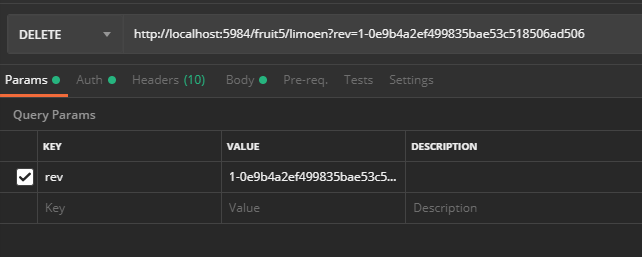 DELETE http://localhost:5984/fruit5/limoen?rev=1-0e9b4a2ef499835bae53c518506ad506
Params Auth Headers (10) Body Pre-req. Tests Settings
Query Params
KEY VALUE DESCRIPTION
rev 1-0e9b4a2ef499835bae53c5...
Key Value Description